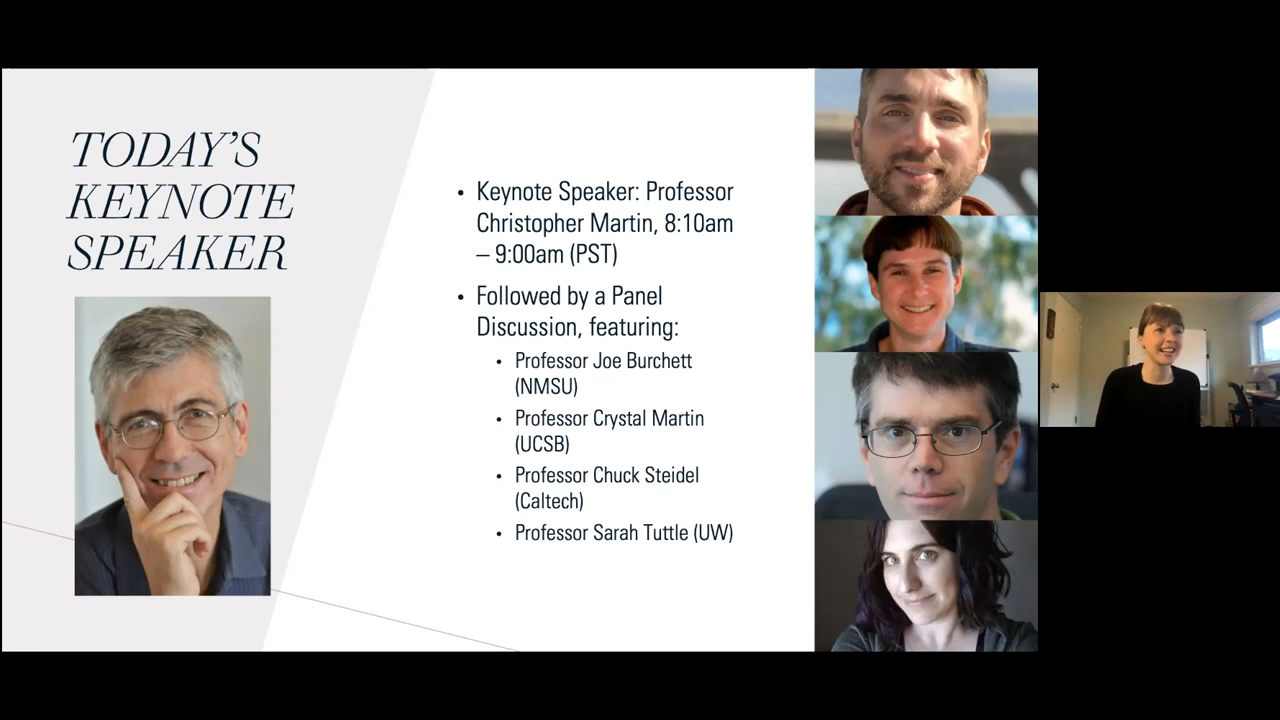 TODAY'S
KEYNOTE
SPEAKER
• Keynote Speaker: Professor
Christopher Martin, 8:10am
– 9:00am (PST)
• Followed by a Panel
Discussion, featuring:
• Professor Joe Burchett
(NMSU)
• Professor Crystal Martin
(UCSB)
• Professor Chuck Steidel
(Caltech)
• Professor Sarah Tuttle (UW)